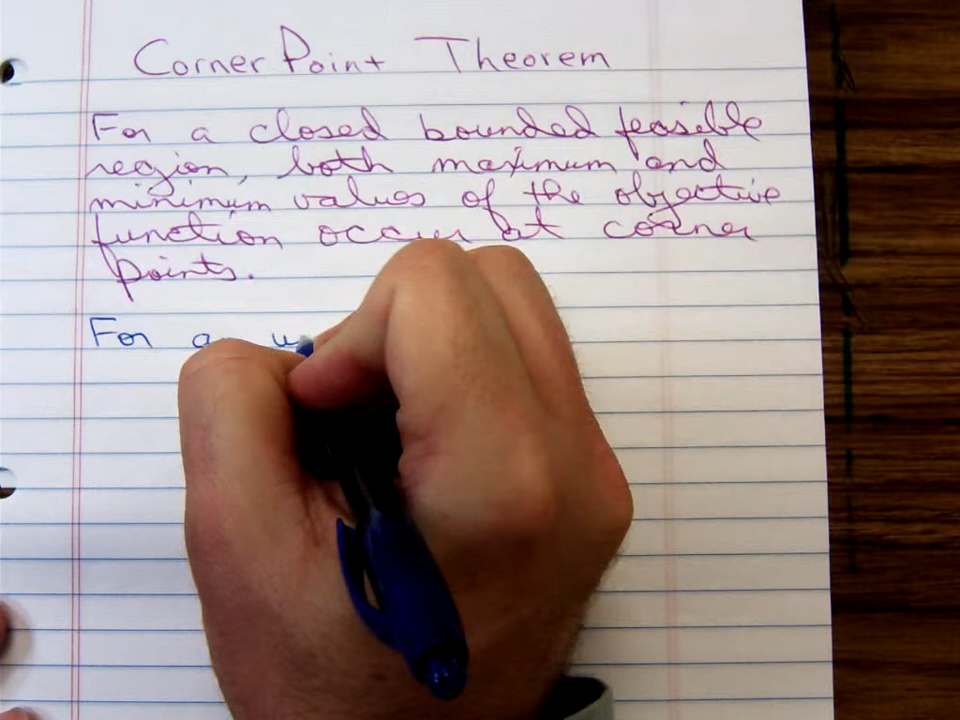 Corner Point Theorem
For a closed bounded feasible
region, both maximum and
minimum values of the objective
function occur at corner
points.
For an